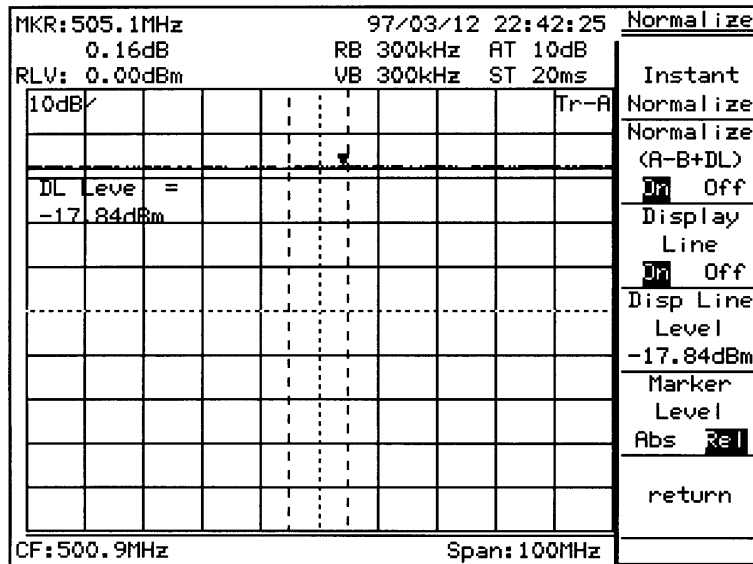 MKR:505.1MHz 97/03/12 22:42:25
0.16dB RB 300kHz AT 10dB
RLV: 0.00dBm VB 300kHz ST 20ms
10dB/ Tr-A
DL Level =
-17.84dBm
CF:500.9MHz Span:100MHz
Normalize
Instant
Normalize
Normalize
(A-B+DL)
On Off
Display
Line
On Off
Disp Line
Level
-17.84dBm
Marker
Level
Abs Rel
return